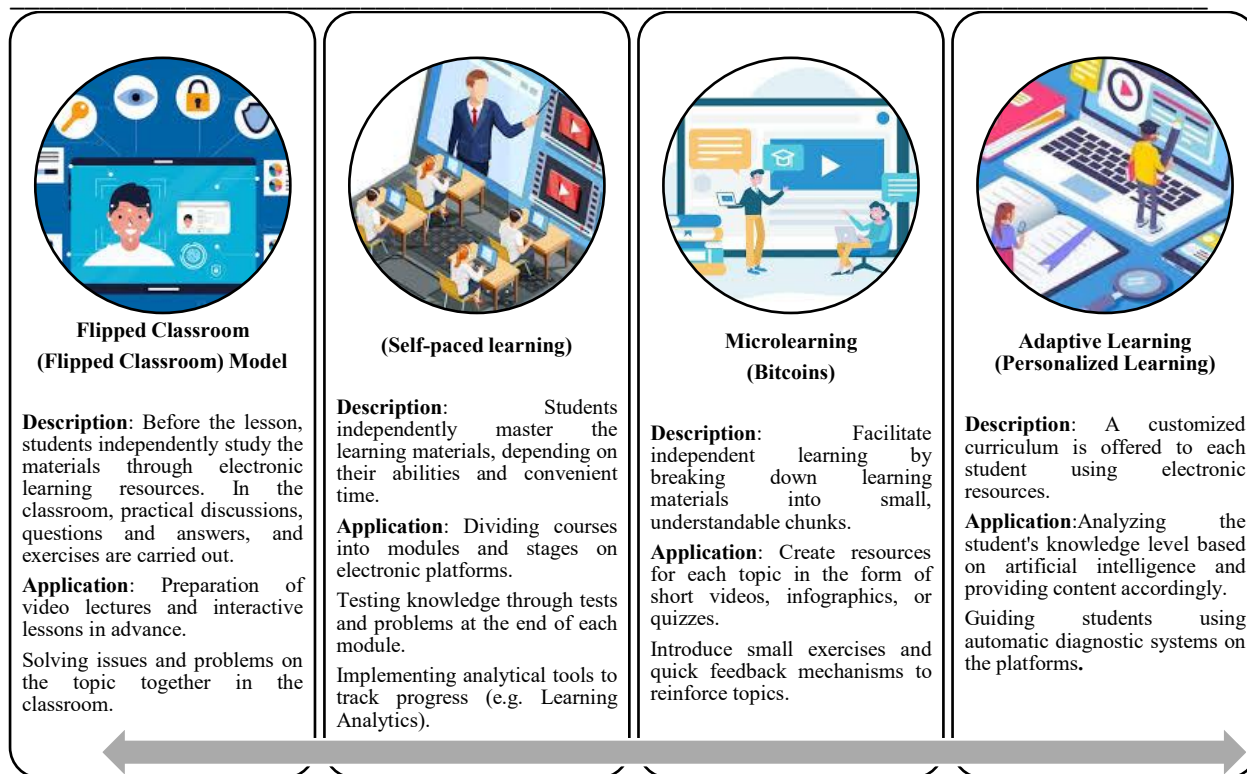 Flipped Classroom
(Flipped Classroom) Model
Description: Before the lesson,
students independently study the
materials through electronic
learning resources. In the
classroom, practical discussions,
questions and answers, and
exercises are carried out.
Application: Preparation of
video lectures and interactive
lessons in advance.
Solving issues and problems on
the topic together in the
classroom.
(Self-paced learning)
Description: Students
independently master the
learning materials, depending on
their abilities and convenient
time.
Application: Dividing courses
into modules and stages on
electronic platforms.
Testing knowledge through tests
and problems at the end of each
module.
Implementing analytical tools to
track progress (e.g. Learning
Analytics).
Microlearning
(Bitcoins)
Description: Facilitate
independent learning by
breaking down learning
materials into small,
understandable chunks.
Application: Create resources
for each topic in the form of
short videos, infographics, or
quizzes.
Introduce small exercises and
quick feedback mechanisms to
reinforce topics.
Adaptive Learning
(Personalized Learning)
Description: A customized
curriculum is offered to each
student using electronic
resources.
Application:Analyzing the
student's knowledge level based
on artificial intelligence and
providing content accordingly.
Guiding students using
automatic diagnostic systems on
the platforms.